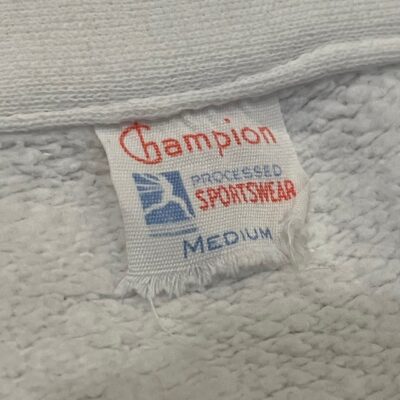 Champion
PROCESSED
SPORTSWEAR
MEDIUM